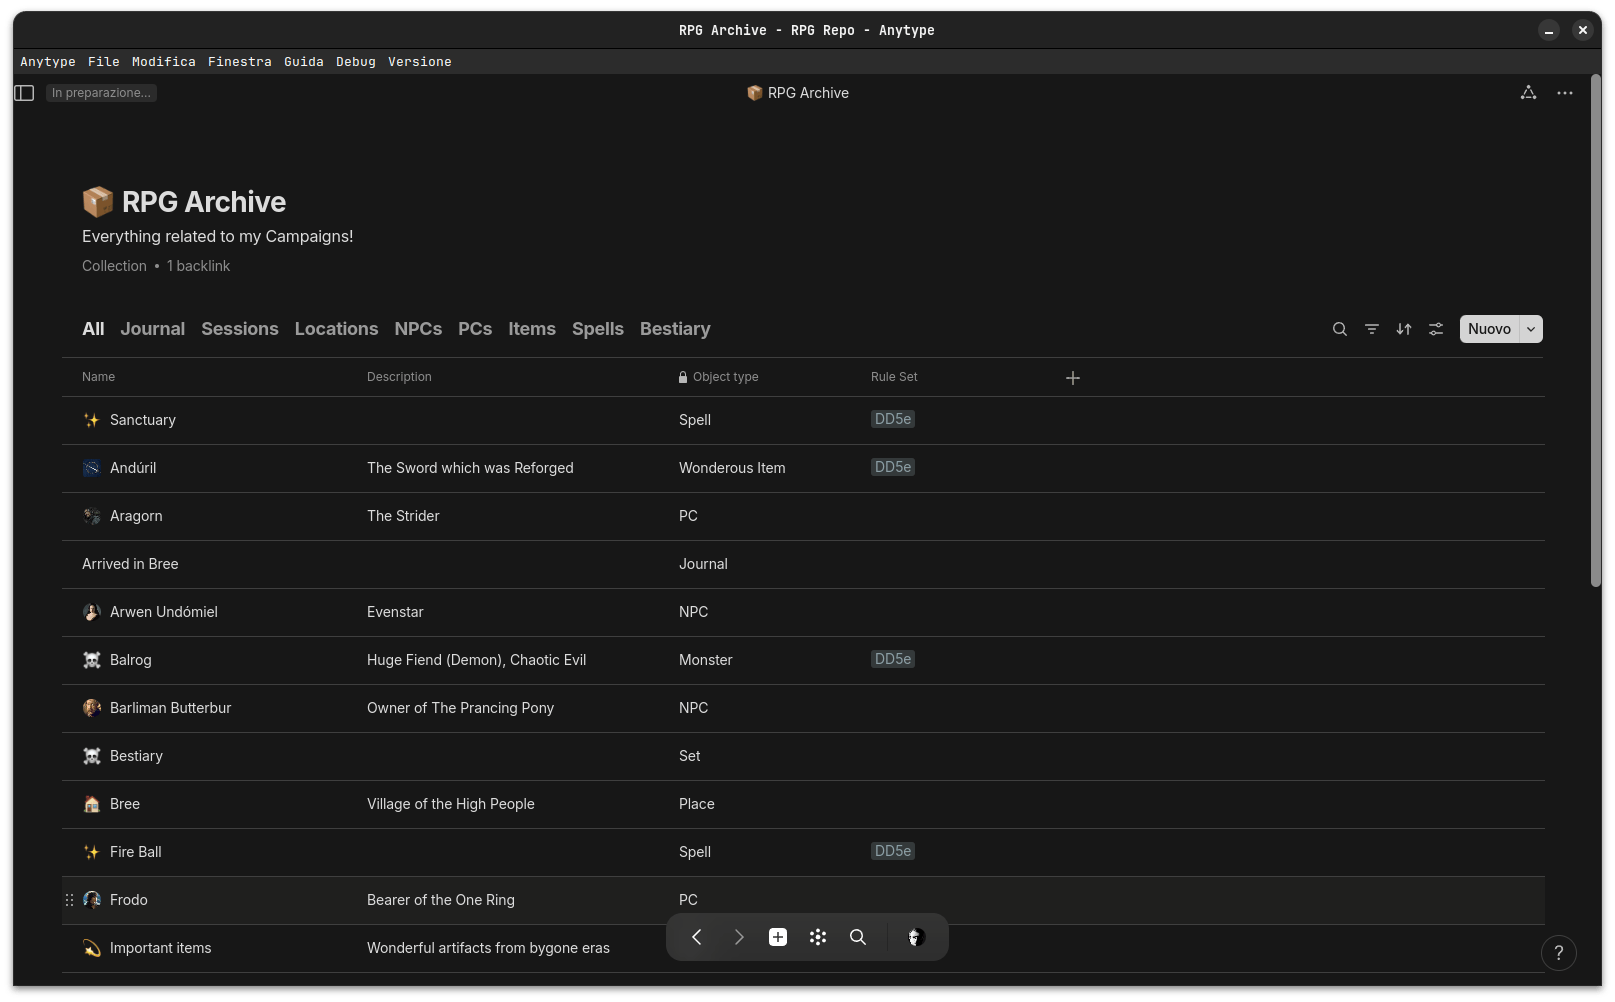 RPG Archive - RPG Repo - Anytype
Anytype File Modifica Finestra Guida Debug Versione
In preparazione...
RPG Archive
RPG Archive
Everything related to my Campaigns!
Collection • 1 backlink
All Journal Sessions Locations NPCs PCs Items Spells Bestiary
Nuovo
Name Description Object type Rule Set
Sanctuary Spell DD5e
Andúril The Sword which was Reforged Wonderous Item DD5e
Aragorn The Strider PC
Arrived in Bree Journal
Arwen Undómiel Evenstar NPC
Balrog Huge Fiend (Demon), Chaotic Evil Monster DD5e
Barliman Butterbur Owner of The Prancing Pony NPC
Bestiary Set
Bree Village of the High People Place
Fire Ball Spell DD5e
Frodo Bearer of the One Ring PC
Important items Wonderful artifacts from bygone eras
?